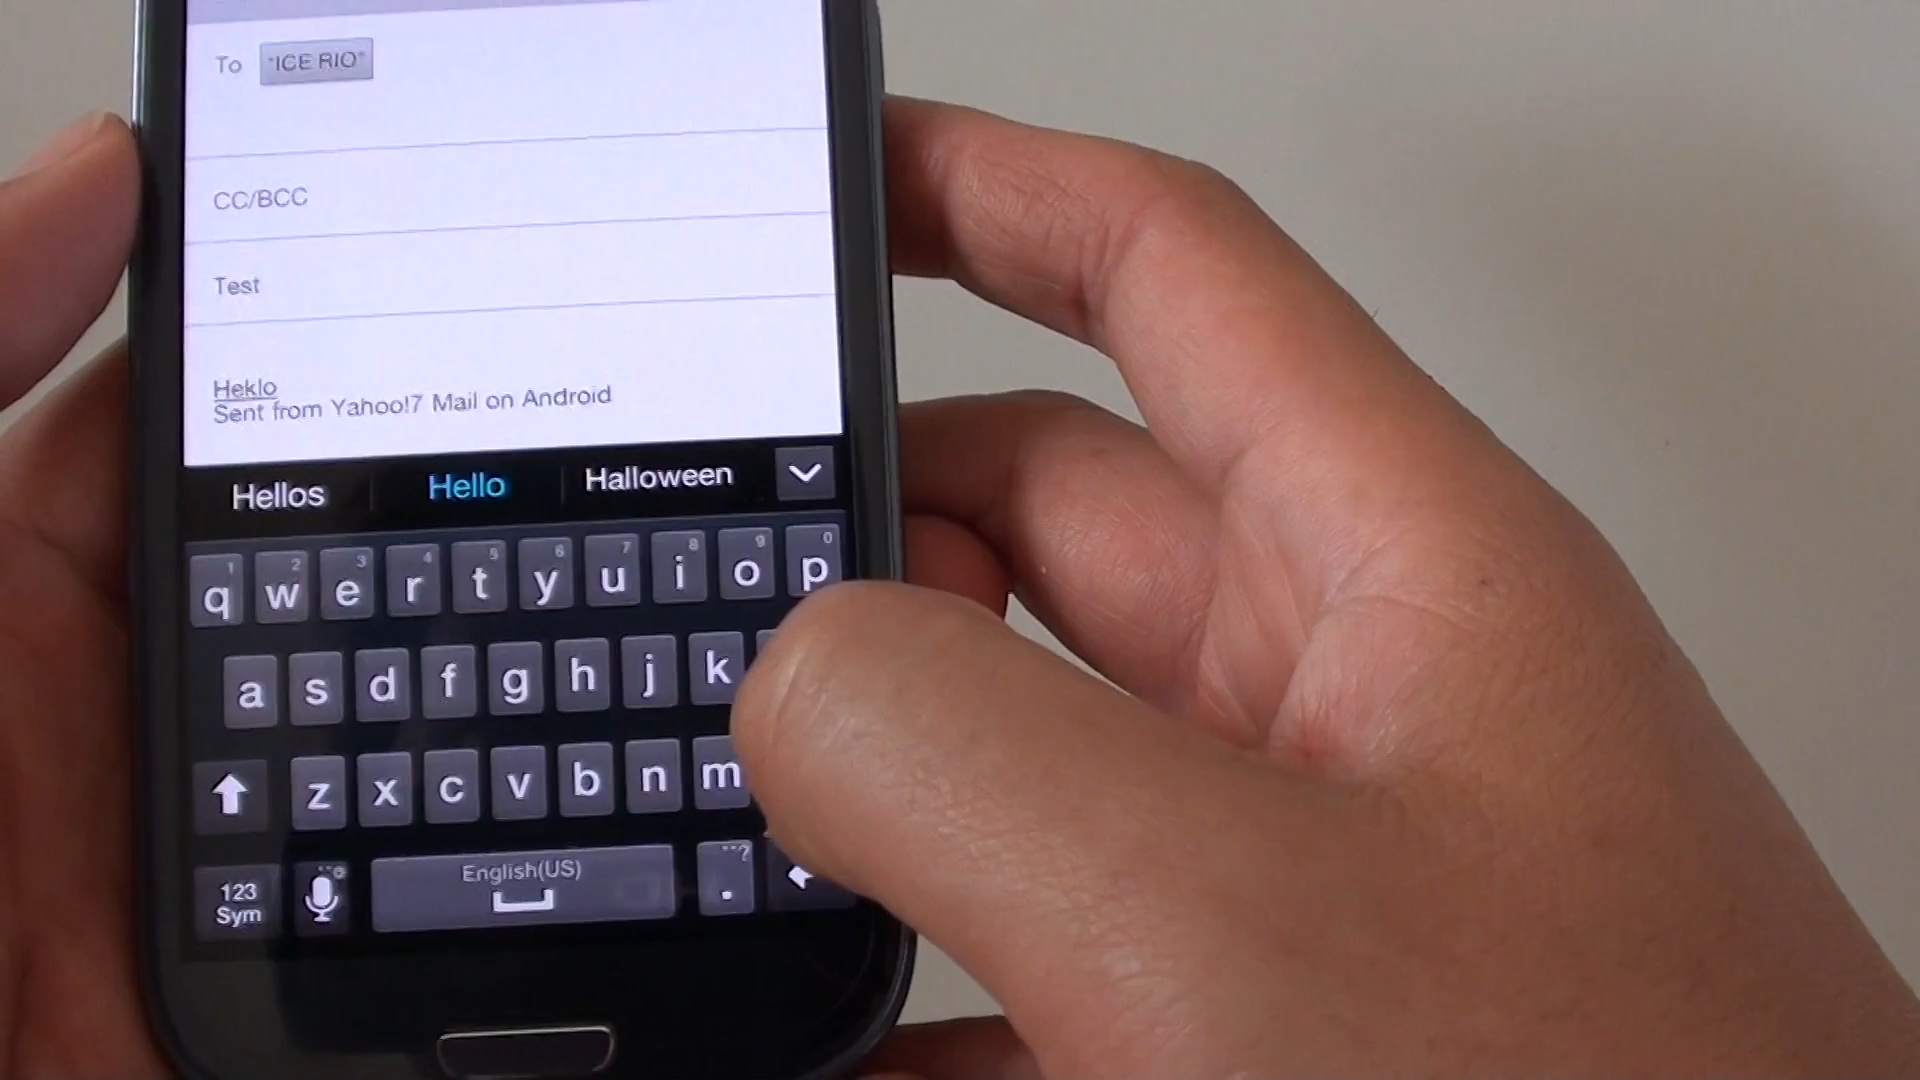 To "ICE RIO"
CC/BCC
Test
Heklo
Sent from Yahoo!7 Mail on Android
Hellos Hello Halloween
1 2 3 4 5 6 7 8 9 0
q w e r t y u i o p
a s d f g h j k
z x c v b n m
123 Sym English(US) . ?